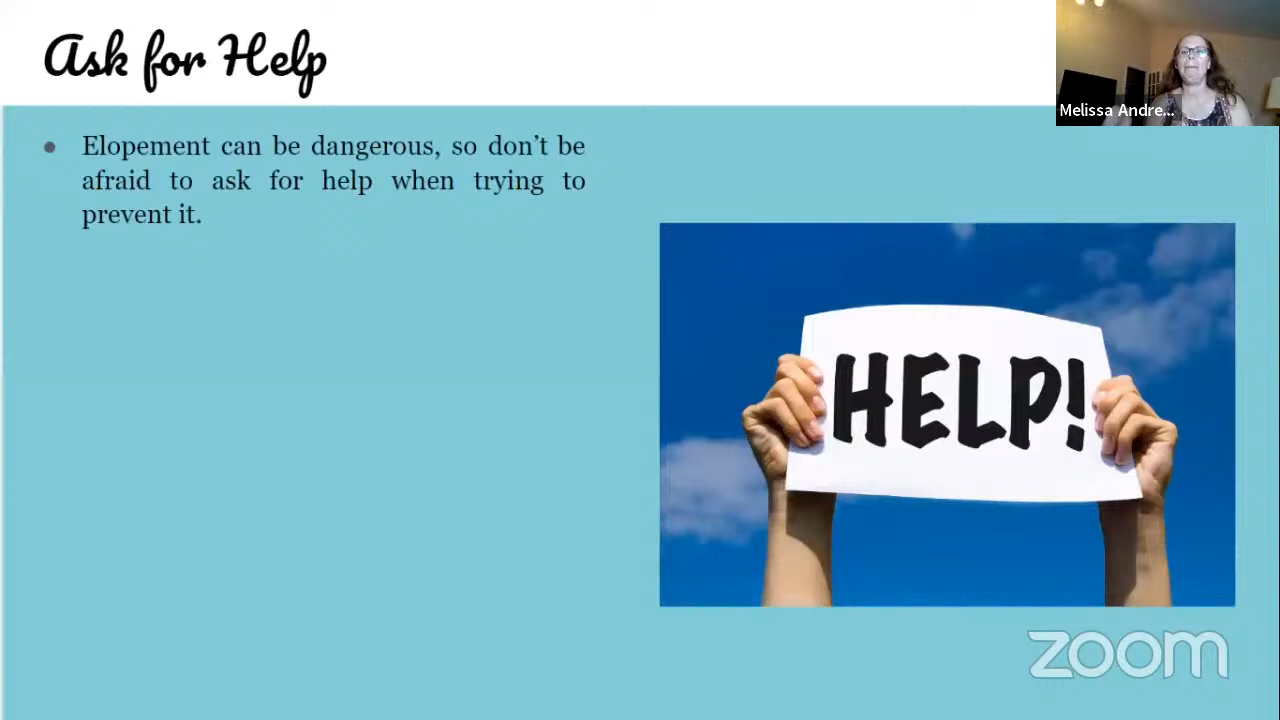 Ask for Help
Melissa Andre...
● Elopement can be dangerous, so don’t be
afraid to ask for help when trying to
prevent it.
HELP!
zoom